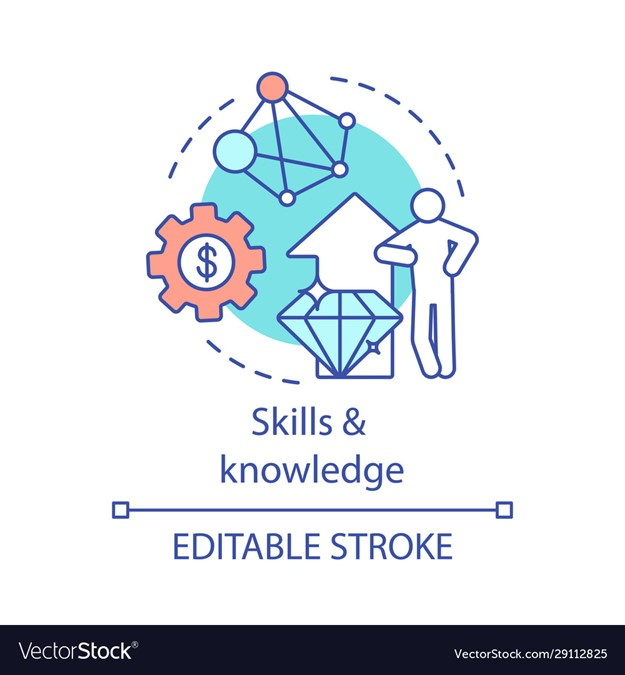 $
Skills &
knowledge
EDITABLE STROKE
VectorStock®
VectorStock.com/29112825